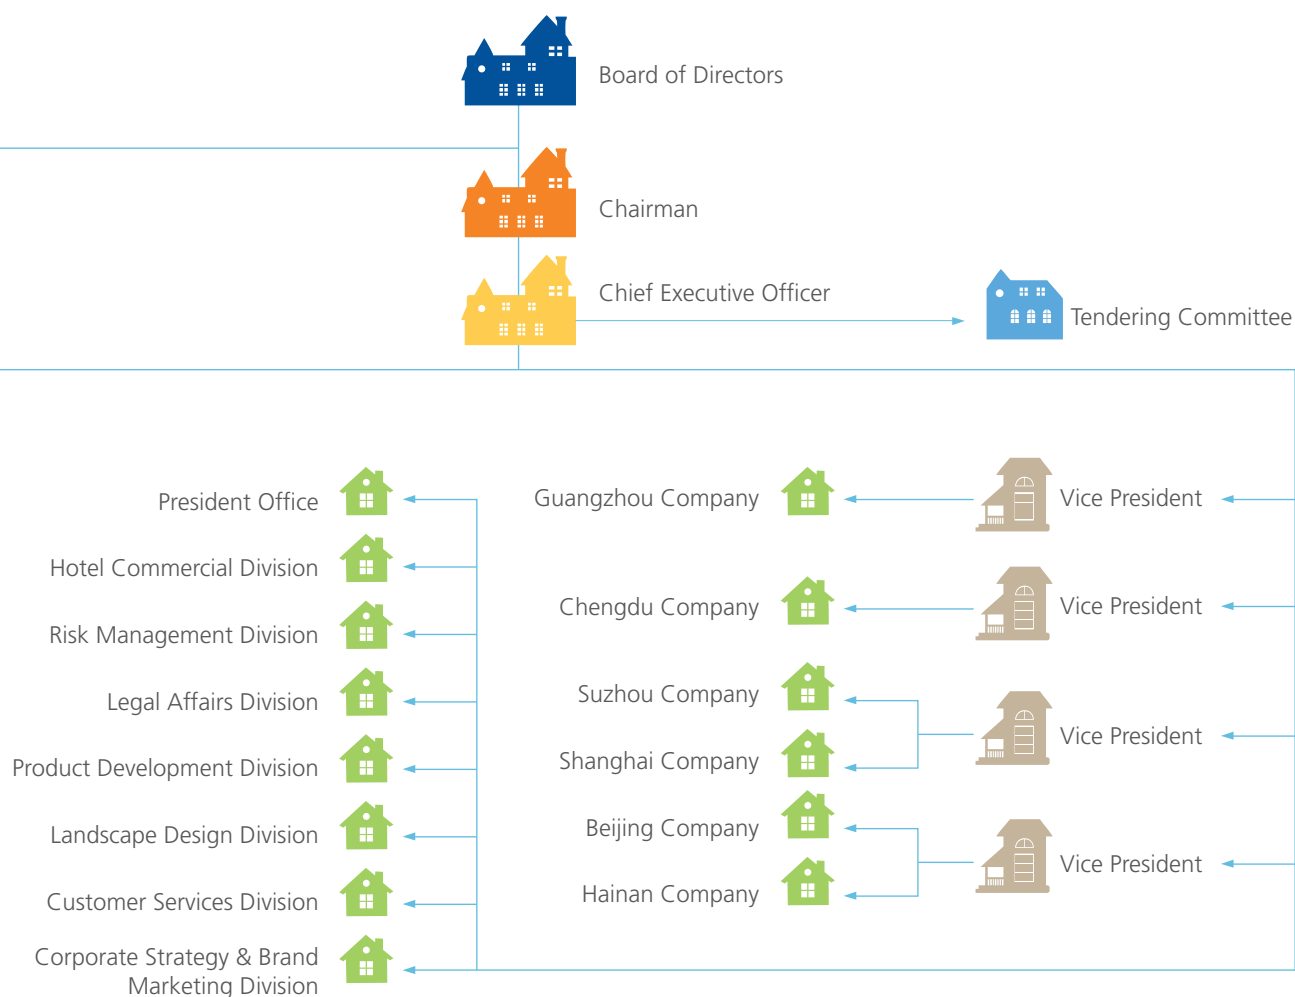 Board of Directors
Chairman
Chief Executive Officer
Tendering Committee
President Office
Hotel Commercial Division
Risk Management Division
Legal Affairs Division
Product Development Division
Landscape Design Division
Customer Services Division
Corporate Strategy & Brand
Marketing Division
Guangzhou Company
Chengdu Company
Suzhou Company
Shanghai Company
Beijing Company
Hainan Company
Vice President
Vice President
Vice President
Vice President